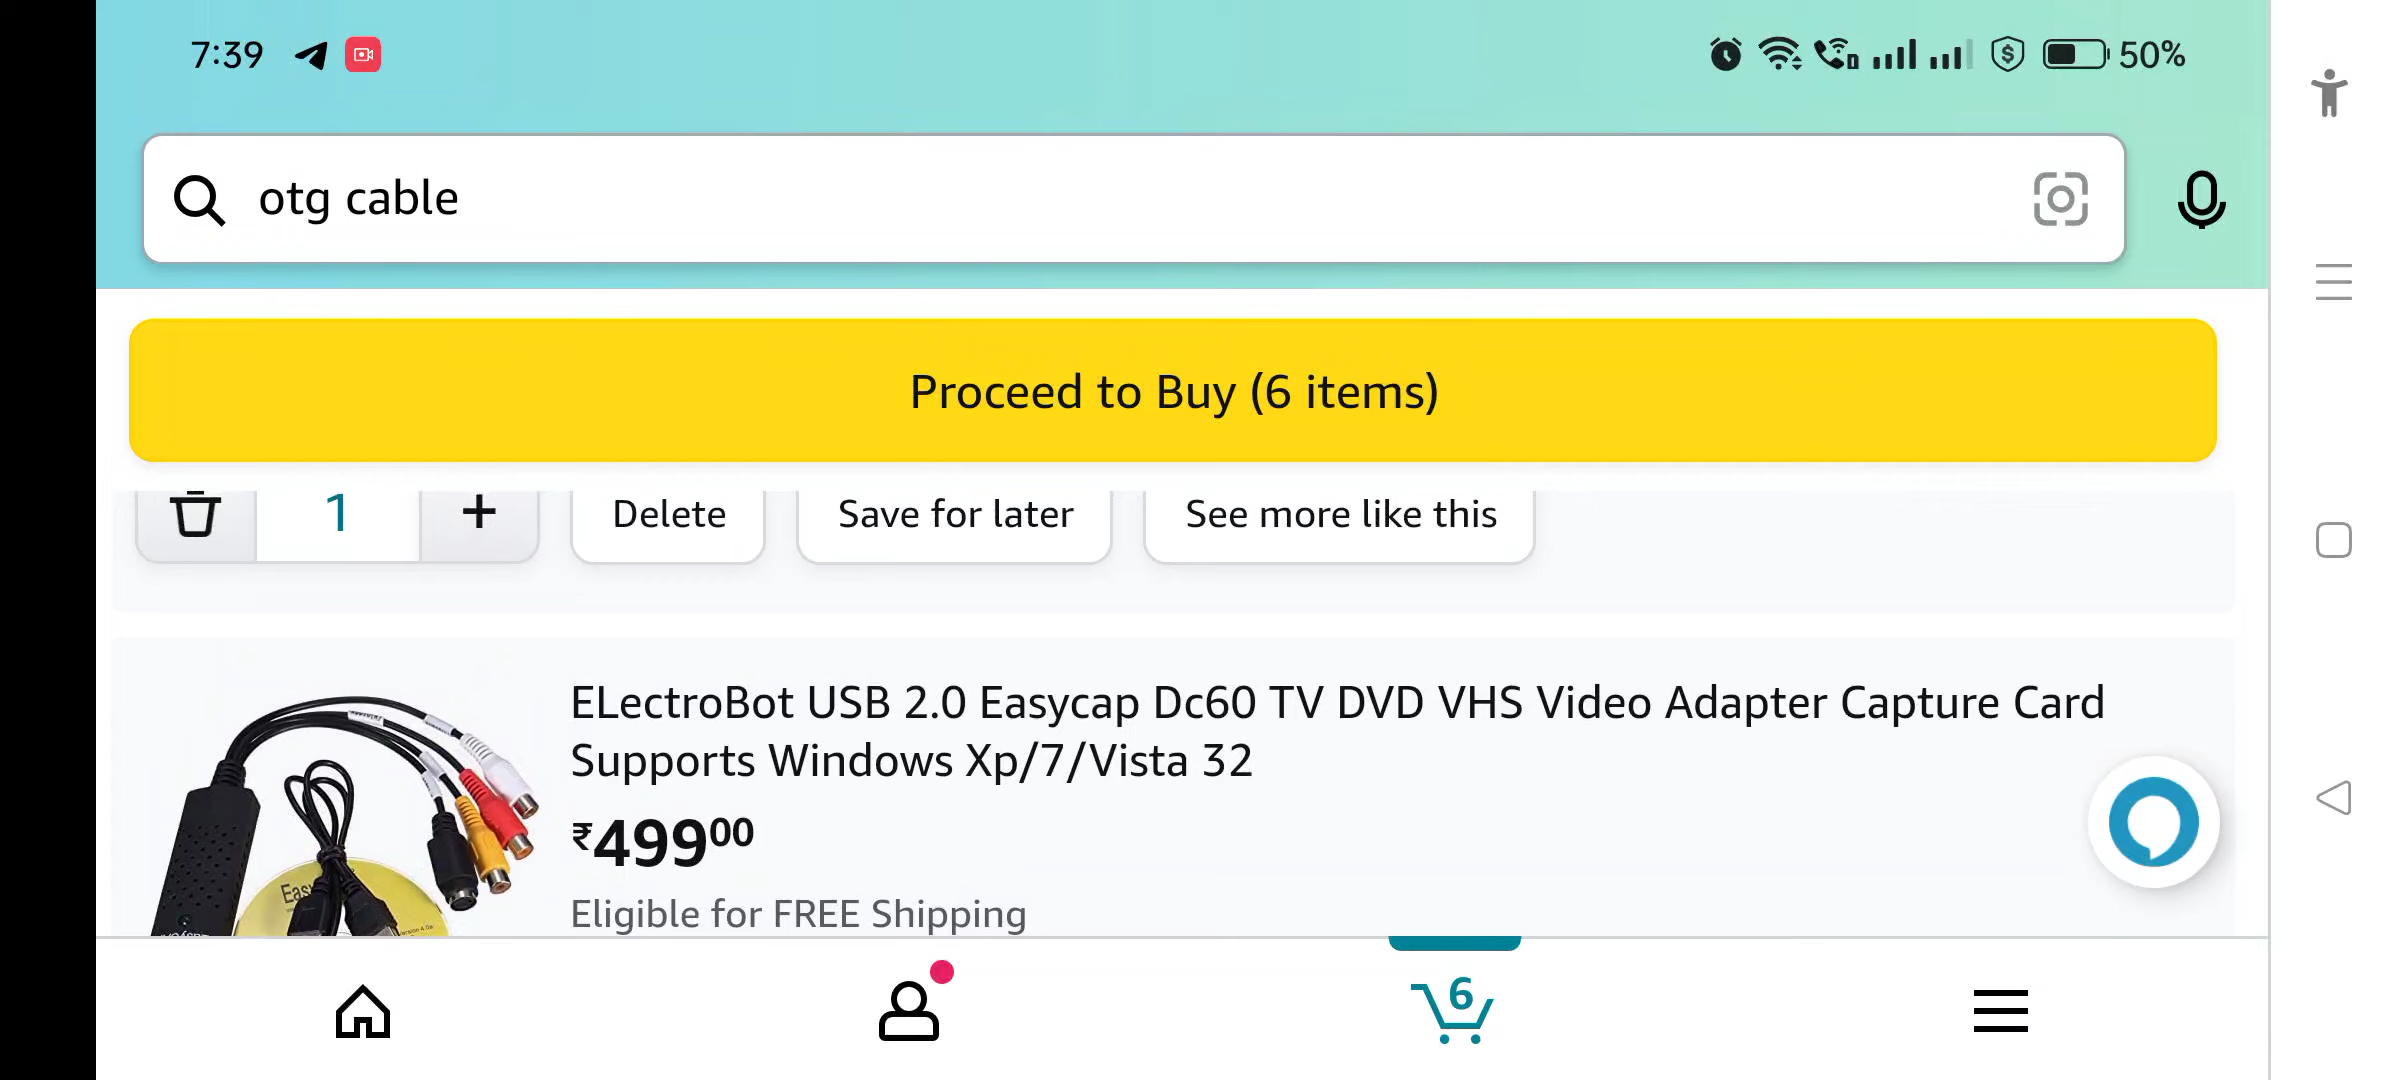 7:39
50%
otg cable
Proceed to Buy (6 items)
1 + Delete Save for later See more like this
ELectroBot USB 2.0 Easycap Dc60 TV DVD VHS Video Adapter Capture Card
Supports Windows Xp/7/Vista 32
₹49900
Eligible for FREE Shipping
6